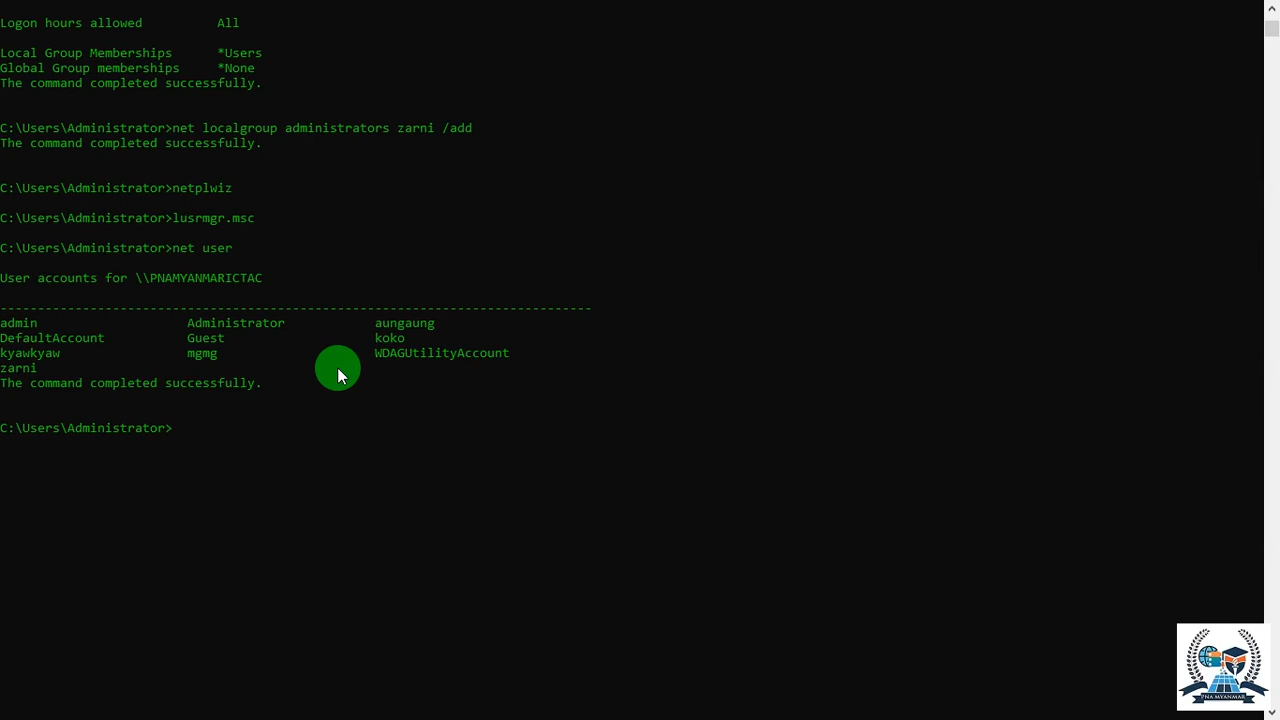 Logon hours allowed          All
Local Group Memberships      *Users
Global Group memberships     *None
The command completed successfully.
C:\Users\Administrator>net localgroup administrators zarni /add
The command completed successfully.
C:\Users\Administrator>netplwiz
C:\Users\Administrator>lusrmgr.msc
C:\Users\Administrator>net user
User accounts for \\PNAMYANMARICTAC
-------------------------------------------------------------------------------
admin                    Administrator            aungaung
DefaultAccount           Guest                    koko
kyawkyaw                 mgmg                     WDAGUtilityAccount
zarni
The command completed successfully.
C:\Users\Administrator>
PNA MYANMAR